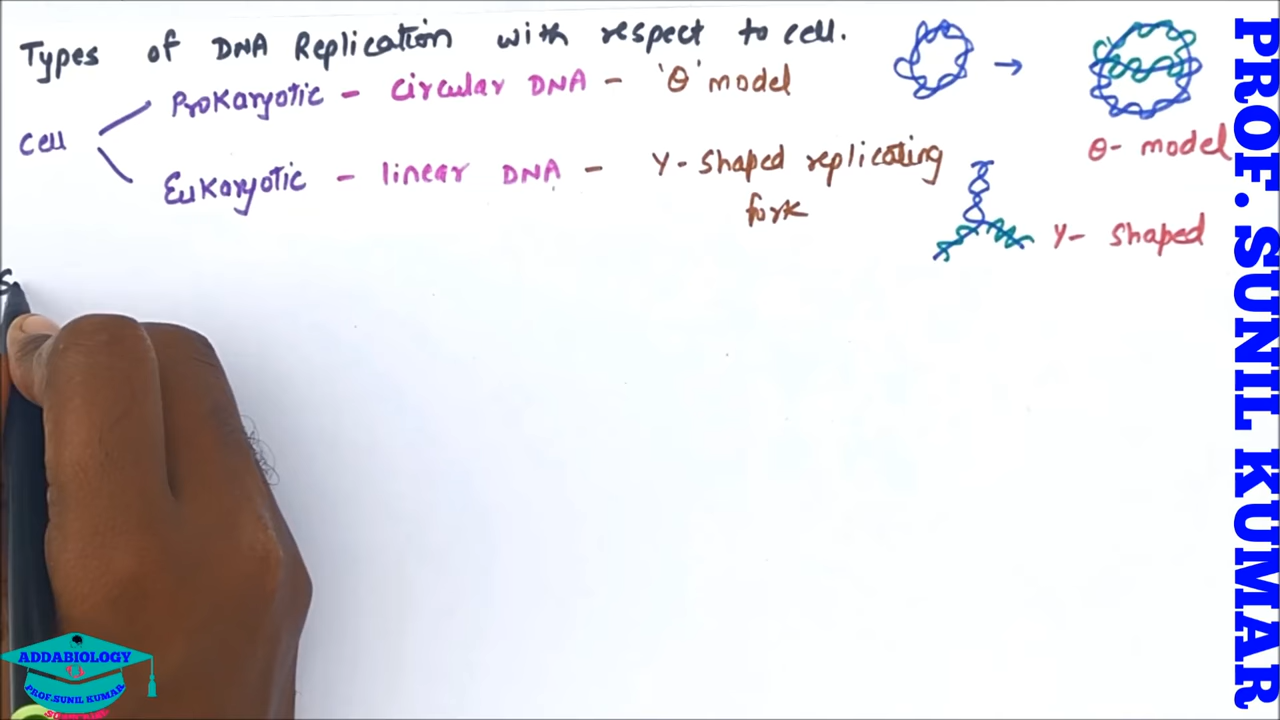 Types of DNA Replication with respect to cell.
Cell
Prokaryotic - Circular DNA - 'θ' model
Eukaryotic - linear DNA - Y-Shaped replicating
fork
→
θ- model
Y- Shaped
S
PROF. SUNIL KUMAR
ADDABIOLOGY
PROF.SUNIL KUMAR
SUBSCRIBE